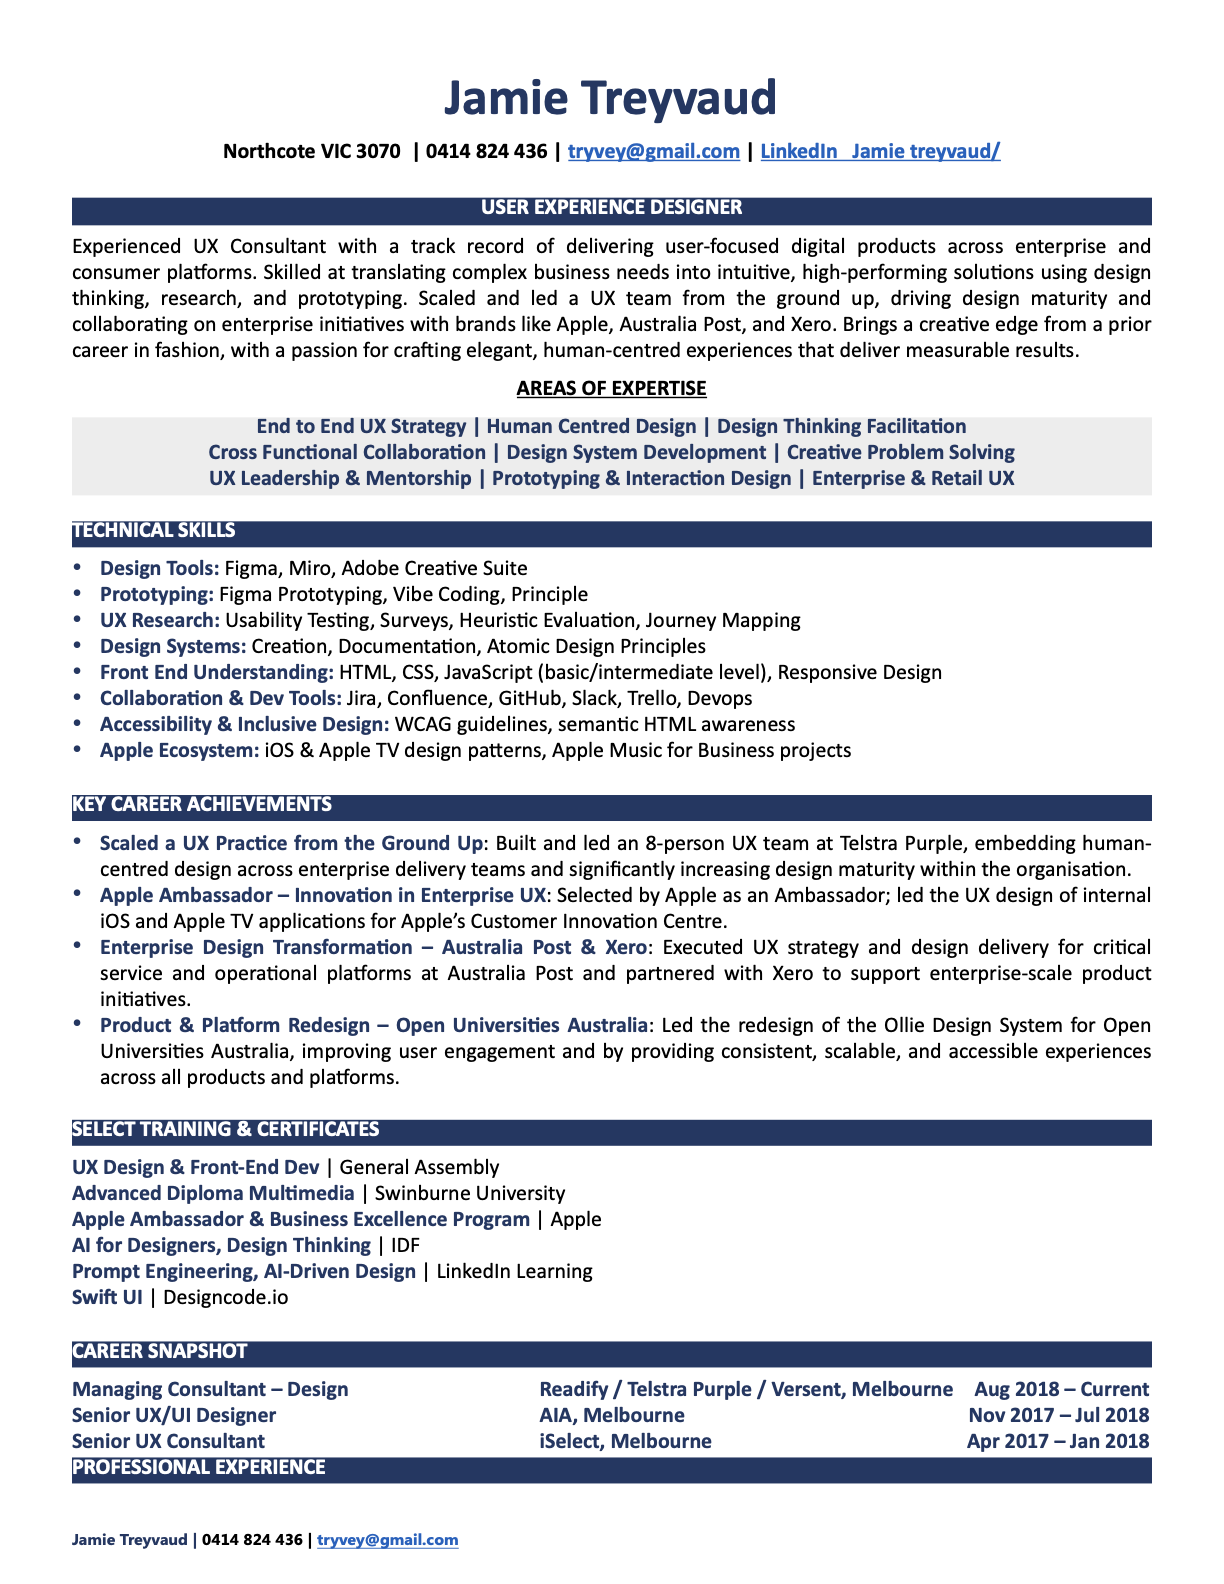 Jamie Treyvaud
Northcote VIC 3070 | 0414 824 436 | tryvey@gmail.com | LinkedIn Jamie treyvaud/
USER EXPERIENCE DESIGNER
Experienced UX Consultant with a track record of delivering user-focused digital products across enterprise and
consumer platforms. Skilled at translating complex business needs into intuitive, high-performing solutions using design
thinking, research, and prototyping. Scaled and led a UX team from the ground up, driving design maturity and
collaborating on enterprise initiatives with brands like Apple, Australia Post, and Xero. Brings a creative edge from a prior
career in fashion, with a passion for crafting elegant, human-centred experiences that deliver measurable results.
AREAS OF EXPERTISE
End to End UX Strategy | Human Centred Design | Design Thinking Facilitation
Cross Functional Collaboration | Design System Development | Creative Problem Solving
UX Leadership & Mentorship | Prototyping & Interaction Design | Enterprise & Retail UX
TECHNICAL SKILLS
• Design Tools: Figma, Miro, Adobe Creative Suite
• Prototyping: Figma Prototyping, Vibe Coding, Principle
• UX Research: Usability Testing, Surveys, Heuristic Evaluation, Journey Mapping
• Design Systems: Creation, Documentation, Atomic Design Principles
• Front End Understanding: HTML, CSS, JavaScript (basic/intermediate level), Responsive Design
• Collaboration & Dev Tools: Jira, Confluence, GitHub, Slack, Trello, Devops
• Accessibility & Inclusive Design: WCAG guidelines, semantic HTML awareness
• Apple Ecosystem: iOS & Apple TV design patterns, Apple Music for Business projects
KEY CAREER ACHIEVEMENTS
• Scaled a UX Practice from the Ground Up: Built and led an 8-person UX team at Telstra Purple, embedding human-
centred design across enterprise delivery teams and significantly increasing design maturity within the organisation.
• Apple Ambassador – Innovation in Enterprise UX: Selected by Apple as an Ambassador; led the UX design of internal
iOS and Apple TV applications for Apple’s Customer Innovation Centre.
• Enterprise Design Transformation – Australia Post & Xero: Executed UX strategy and design delivery for critical
service and operational platforms at Australia Post and partnered with Xero to support enterprise-scale product
initiatives.
• Product & Platform Redesign – Open Universities Australia: Led the redesign of the Ollie Design System for Open
Universities Australia, improving user engagement and by providing consistent, scalable, and accessible experiences
across all products and platforms.
SELECT TRAINING & CERTIFICATES
UX Design & Front-End Dev | General Assembly
Advanced Diploma Multimedia | Swinburne University
Apple Ambassador & Business Excellence Program | Apple
AI for Designers, Design Thinking | IDF
Prompt Engineering, AI-Driven Design | LinkedIn Learning
Swift UI | Designcode.io
CAREER SNAPSHOT
Managing Consultant – Design Readify / Telstra Purple / Versent, Melbourne Aug 2018 – Current
Senior UX/UI Designer AIA, Melbourne Nov 2017 – Jul 2018
Senior UX Consultant iSelect, Melbourne Apr 2017 – Jan 2018
PROFESSIONAL EXPERIENCE
Jamie Treyvaud | 0414 824 436 | tryvey@gmail.com